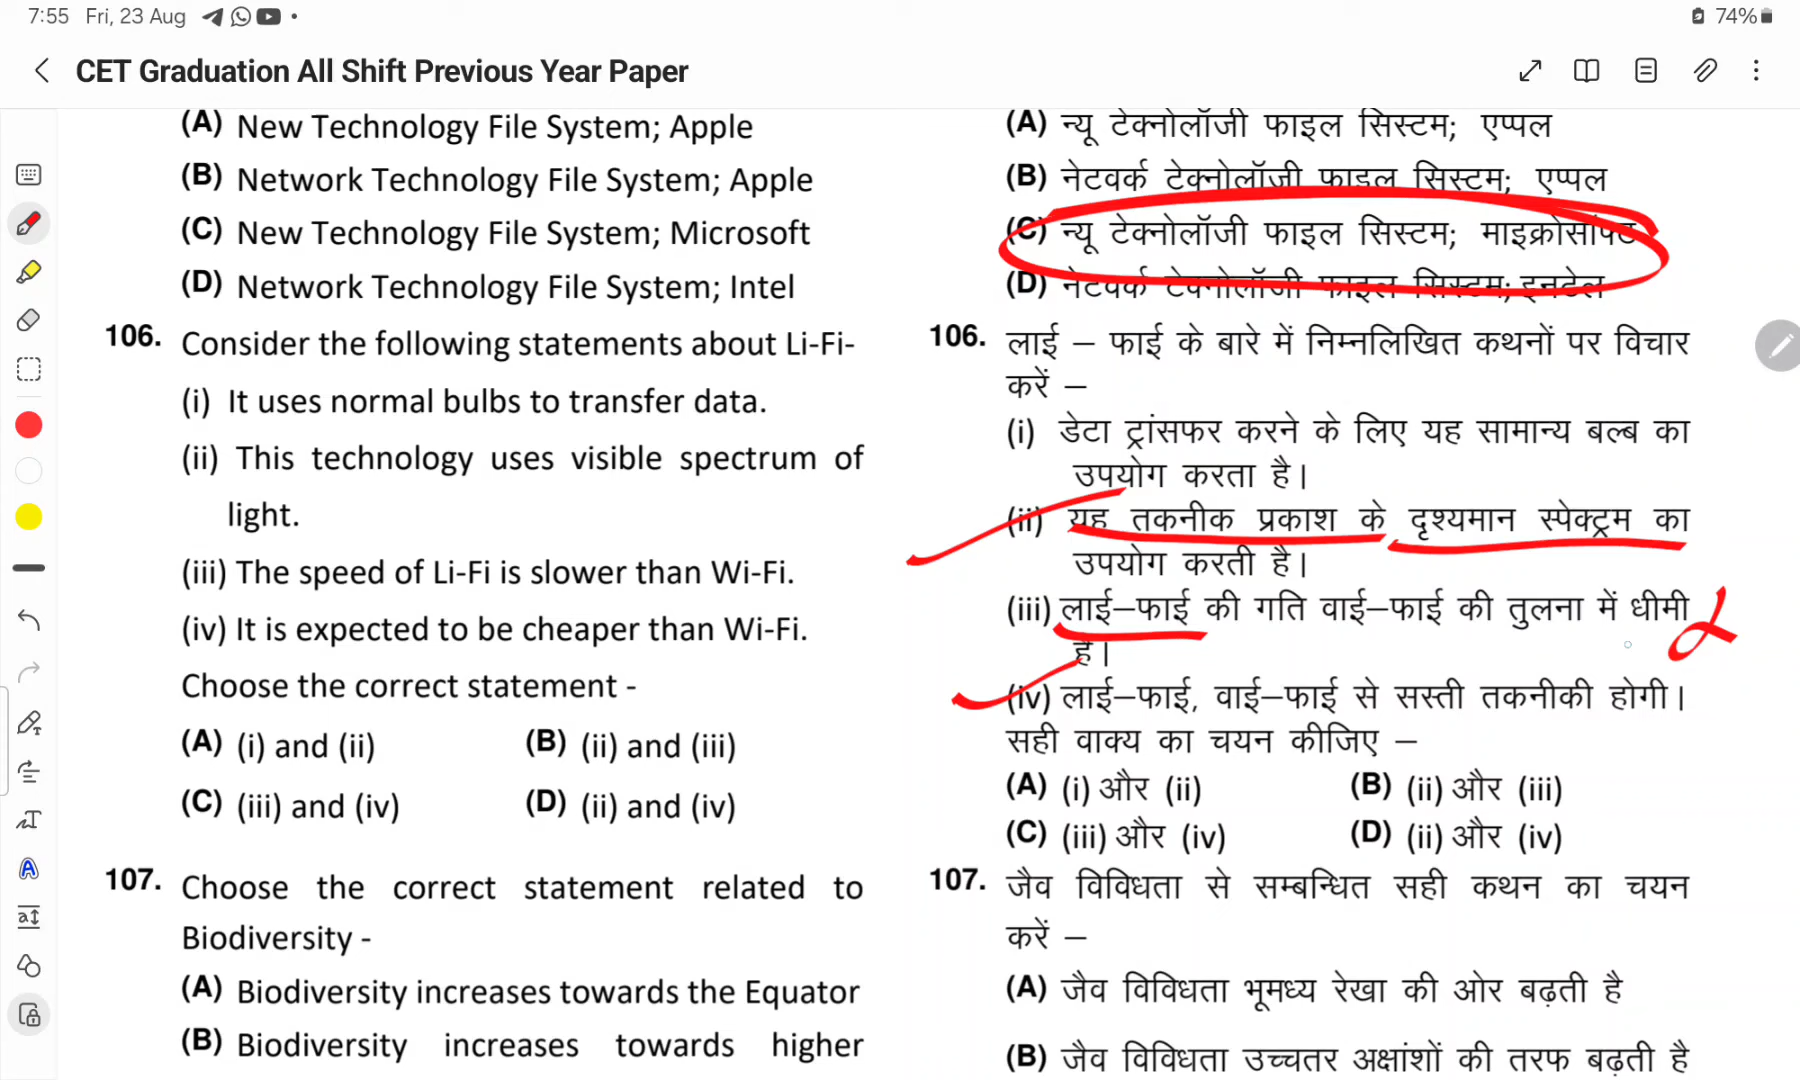 7:55 Fri, 23 Aug
74%
CET Graduation All Shift Previous Year Paper
(A) New Technology File System; Apple
(B) Network Technology File System; Apple
(C) New Technology File System; Microsoft
(D) Network Technology File System; Intel
106. Consider the following statements about Li-Fi-
(i) It uses normal bulbs to transfer data.
(ii) This technology uses visible spectrum of
light.
(iii) The speed of Li-Fi is slower than Wi-Fi.
(iv) It is expected to be cheaper than Wi-Fi.
Choose the correct statement -
(A) (i) and (ii) (B) (ii) and (iii)
(C) (iii) and (iv) (D) (ii) and (iv)
107. Choose the correct statement related to
Biodiversity -
(A) Biodiversity increases towards the Equator
(B) Biodiversity increases towards higher
(A) न्यू टेक्नोलॉजी फाइल सिस्टम; एप्पल
(B) नेटवर्क टेक्नोलॉजी फाइल सिस्टम; एप्पल
(C) न्यू टेक्नोलॉजी फाइल सिस्टम; माइक्रोसॉफ्ट
(D) नेटवर्क टेक्नोलॉजी फाइल सिस्टम; इनटेल
106. लाई – फाई के बारे में निम्नलिखित कथनों पर विचार
करें –
(i) डेटा ट्रांसफर करने के लिए यह सामान्य बल्ब का
उपयोग करता है।
(ii) यह तकनीक प्रकाश के दृश्यमान स्पेक्ट्रम का
उपयोग करती है।
(iii) लाई–फाई की गति वाई–फाई की तुलना में धीमी
है।
(iv) लाई–फाई, वाई–फाई से सस्ती तकनीकी होगी।
सही वाक्य का चयन कीजिए –
(A) (i) और (ii) (B) (ii) और (iii)
(C) (iii) और (iv) (D) (ii) और (iv)
107. जैव विविधता से सम्बन्धित सही कथन का चयन
करें –
(A) जैव विविधता भूमध्य रेखा की ओर बढ़ती है
(B) जैव विविधता उच्चतर अक्षांशों की तरफ बढ़ती है